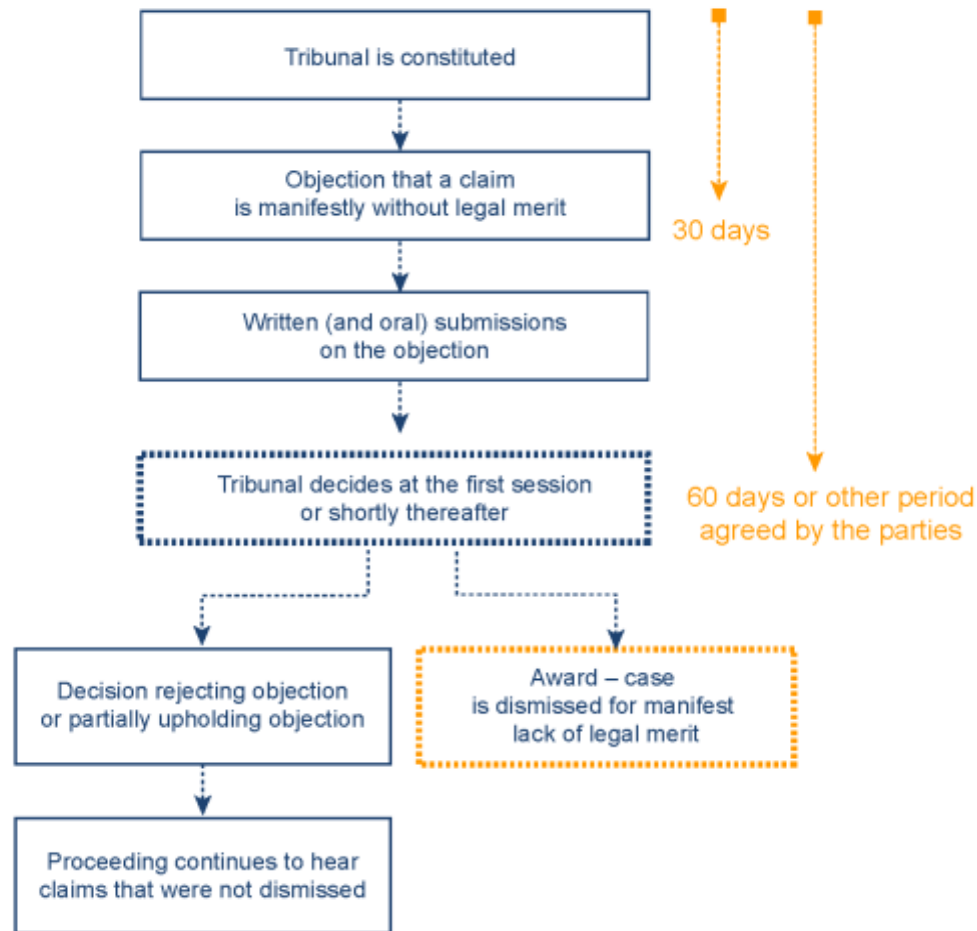 Tribunal is constituted
Objection that a claim
is manifestly without legal merit
30 days
Written (and oral) submissions
on the objection
Tribunal decides at the first session
or shortly thereafter
60 days or other period
agreed by the parties
Decision rejecting objection
or partially upholding objection
Award – case
is dismissed for manifest
lack of legal merit
Proceeding continues to hear
claims that were not dismissed